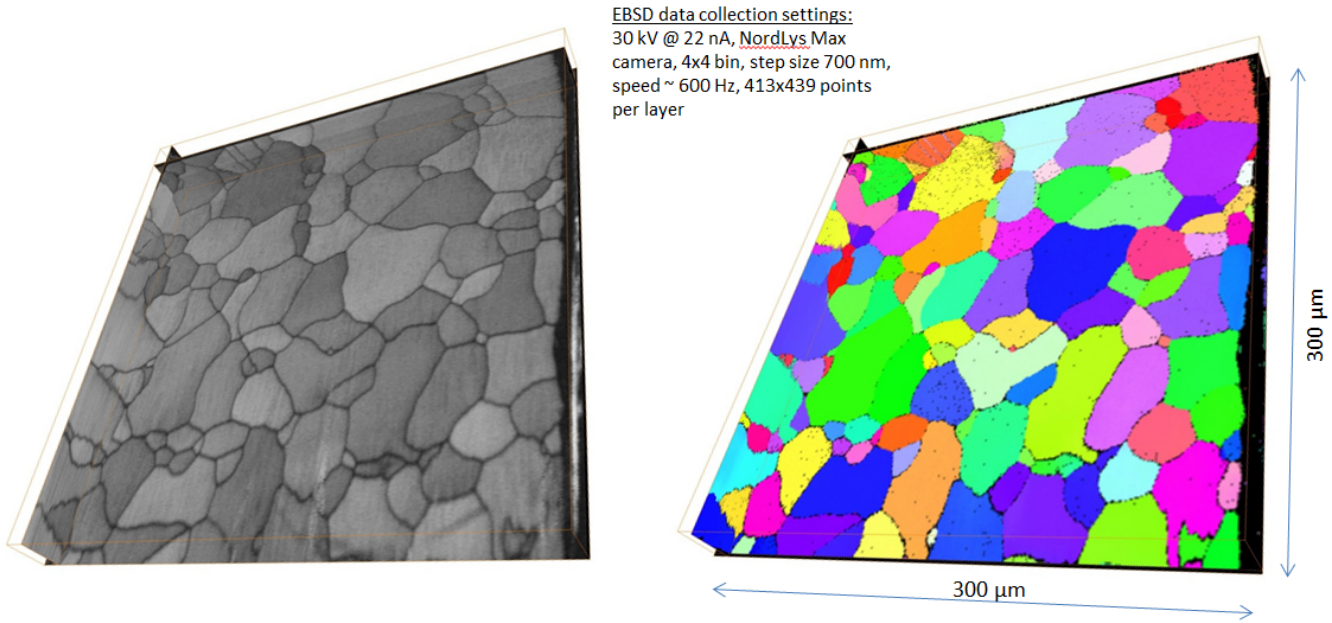 EBSD data collection settings:
30 kV @ 22 nA, NordLys Max
camera, 4x4 bin, step size 700 nm,
speed ~ 600 Hz, 413x439 points
per layer
300 µm
300 µm